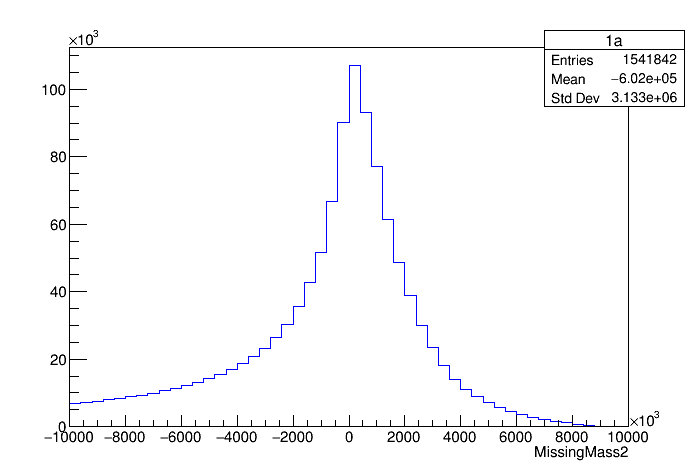 ×10³
1a
Entries 1541842
Mean −6.02e+05
Std Dev 3.133e+06
100
80
60
40
20
0
−10000 −8000 −6000 −4000 −2000 0 2000 4000 6000 8000 10000
×10³
MissingMass2